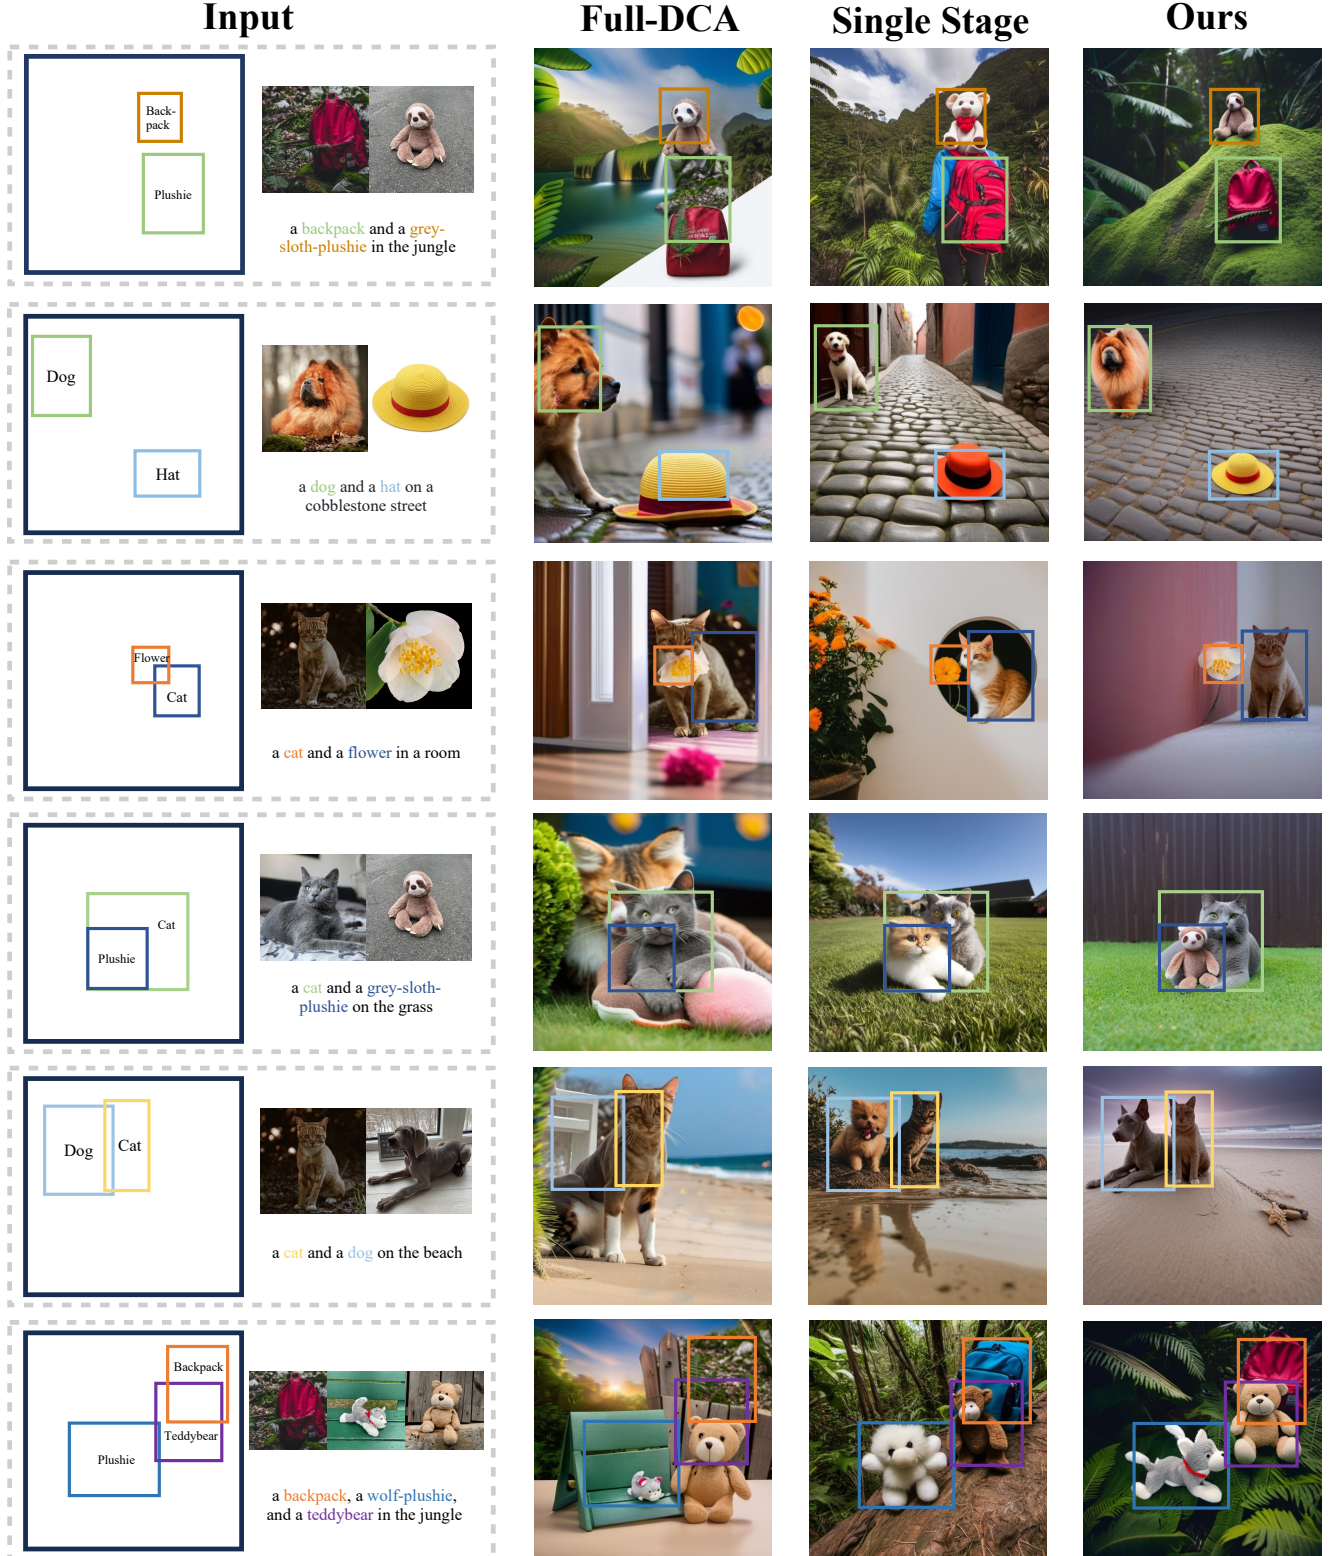 Input
Full-DCA
Single Stage
Ours
Back-
pack
Plushie
a backpack and a grey-
sloth-plushie in the jungle
Dog
Hat
a dog and a hat on a
cobblestone street
Flower
Cat
a cat and a flower in a room
Cat
Plushie
a cat and a grey-sloth-
plushie on the grass
Dog
Cat
a cat and a dog on the beach
Backpack
Teddybear
Plushie
a backpack, a wolf-plushie,
and a teddybear in the jungle